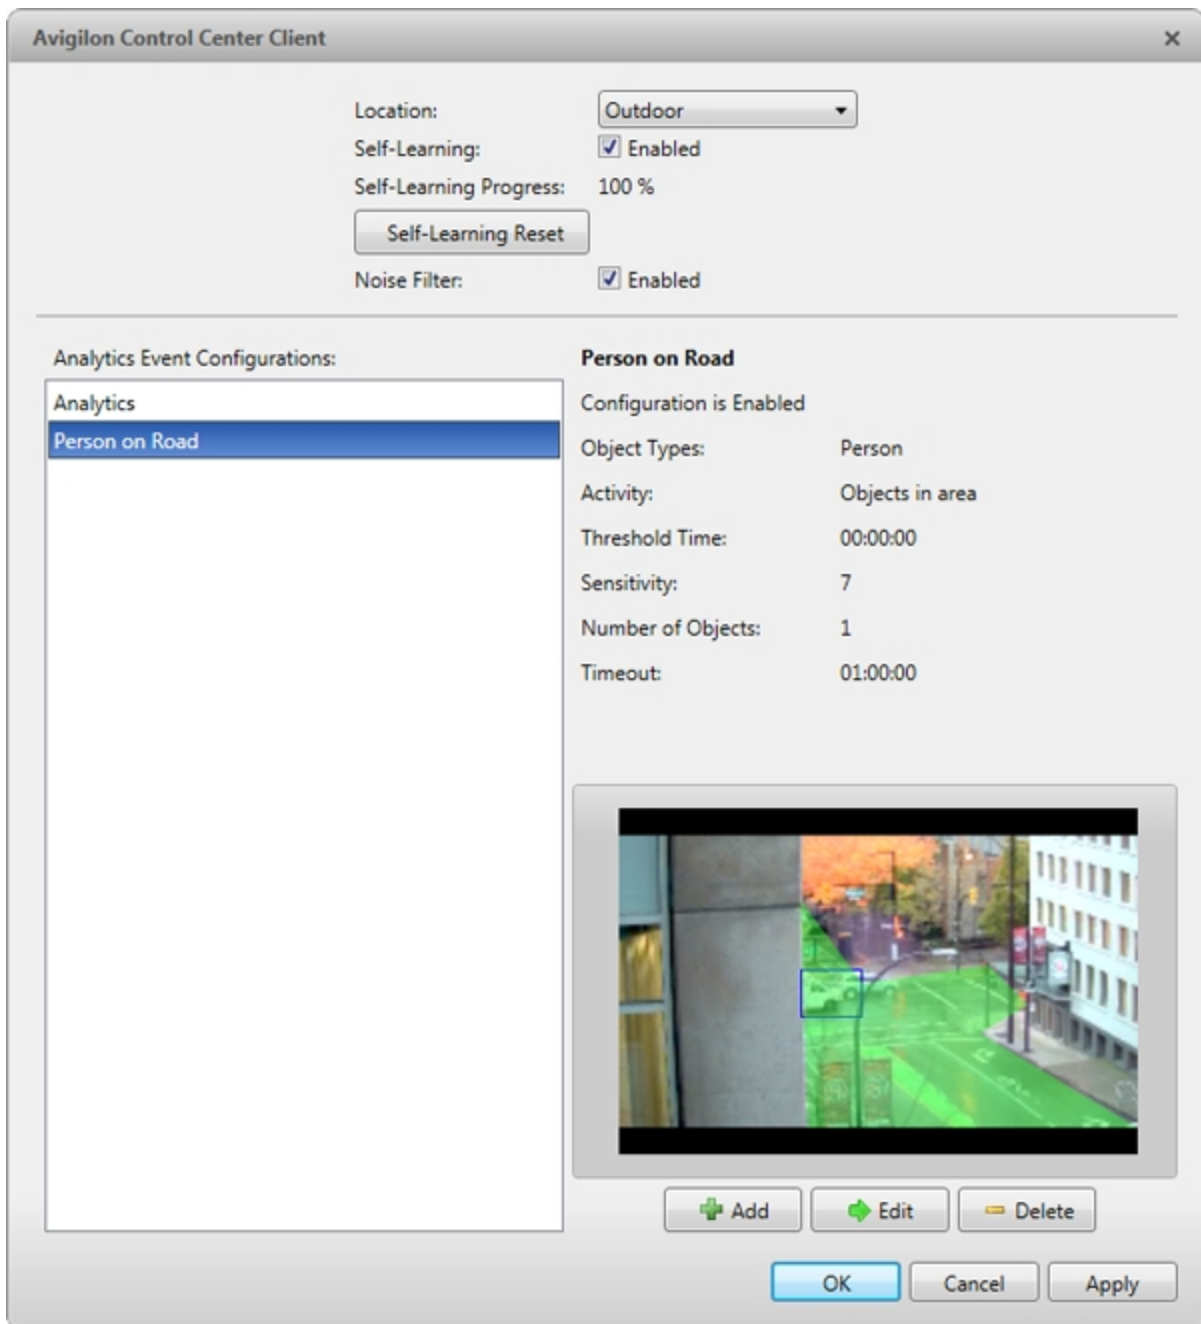 Avigilon Control Center Client
Location: Outdoor
Self-Learning: Enabled
Self-Learning Progress: 100 %
Self-Learning Reset
Noise Filter: Enabled
Analytics Event Configurations:
Analytics
Person on Road
Person on Road
Configuration is Enabled
Object Types: Person
Activity: Objects in area
Threshold Time: 00:00:00
Sensitivity: 7
Number of Objects: 1
Timeout: 01:00:00
Add Edit Delete
OK Cancel Apply